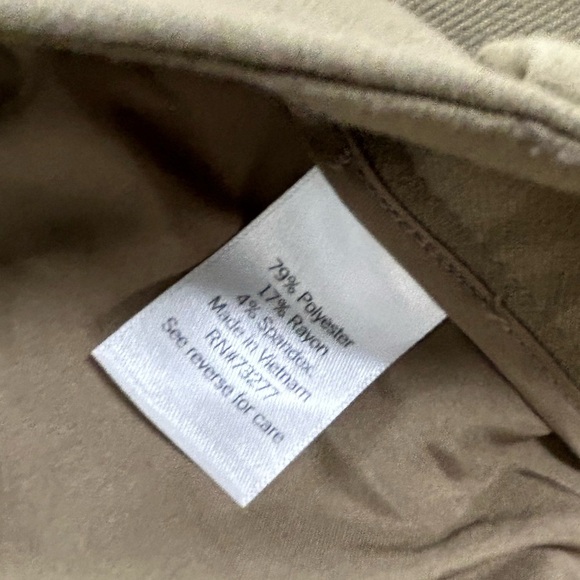 79% Polyester
17% Rayon
4% Spandex
Made in Vietnam
RN#73277
See reverse for care